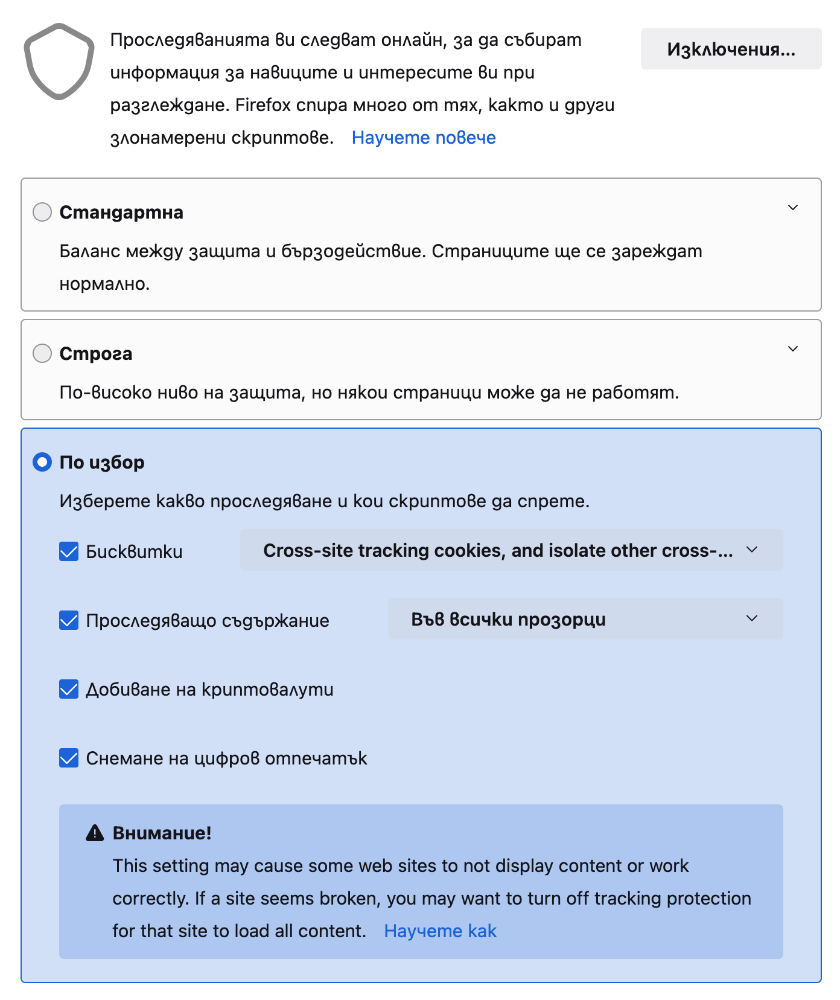 Проследяванията ви следват онлайн, за да събират
информация за навиците и интересите ви при
разглеждане. Firefox спира много от тях, както и други
злонамерени скриптове. Научете повече
Изключения...
Стандартна
Баланс между защита и бързодействие. Страниците ще се зареждат
нормално.
Строга
По-високо ниво на защита, но някои страници може да не работят.
По избор
Изберете какво проследяване и кои скриптове да спрете.
Бисквитки
Cross-site tracking cookies, and isolate other cross-...
Проследяващо съдържание
Във всички прозорци
Добиване на криптовалути
Снемане на цифров отпечатък
Внимание!
This setting may cause some web sites to not display content or work
correctly. If a site seems broken, you may want to turn off tracking protection
for that site to load all content. Научете как